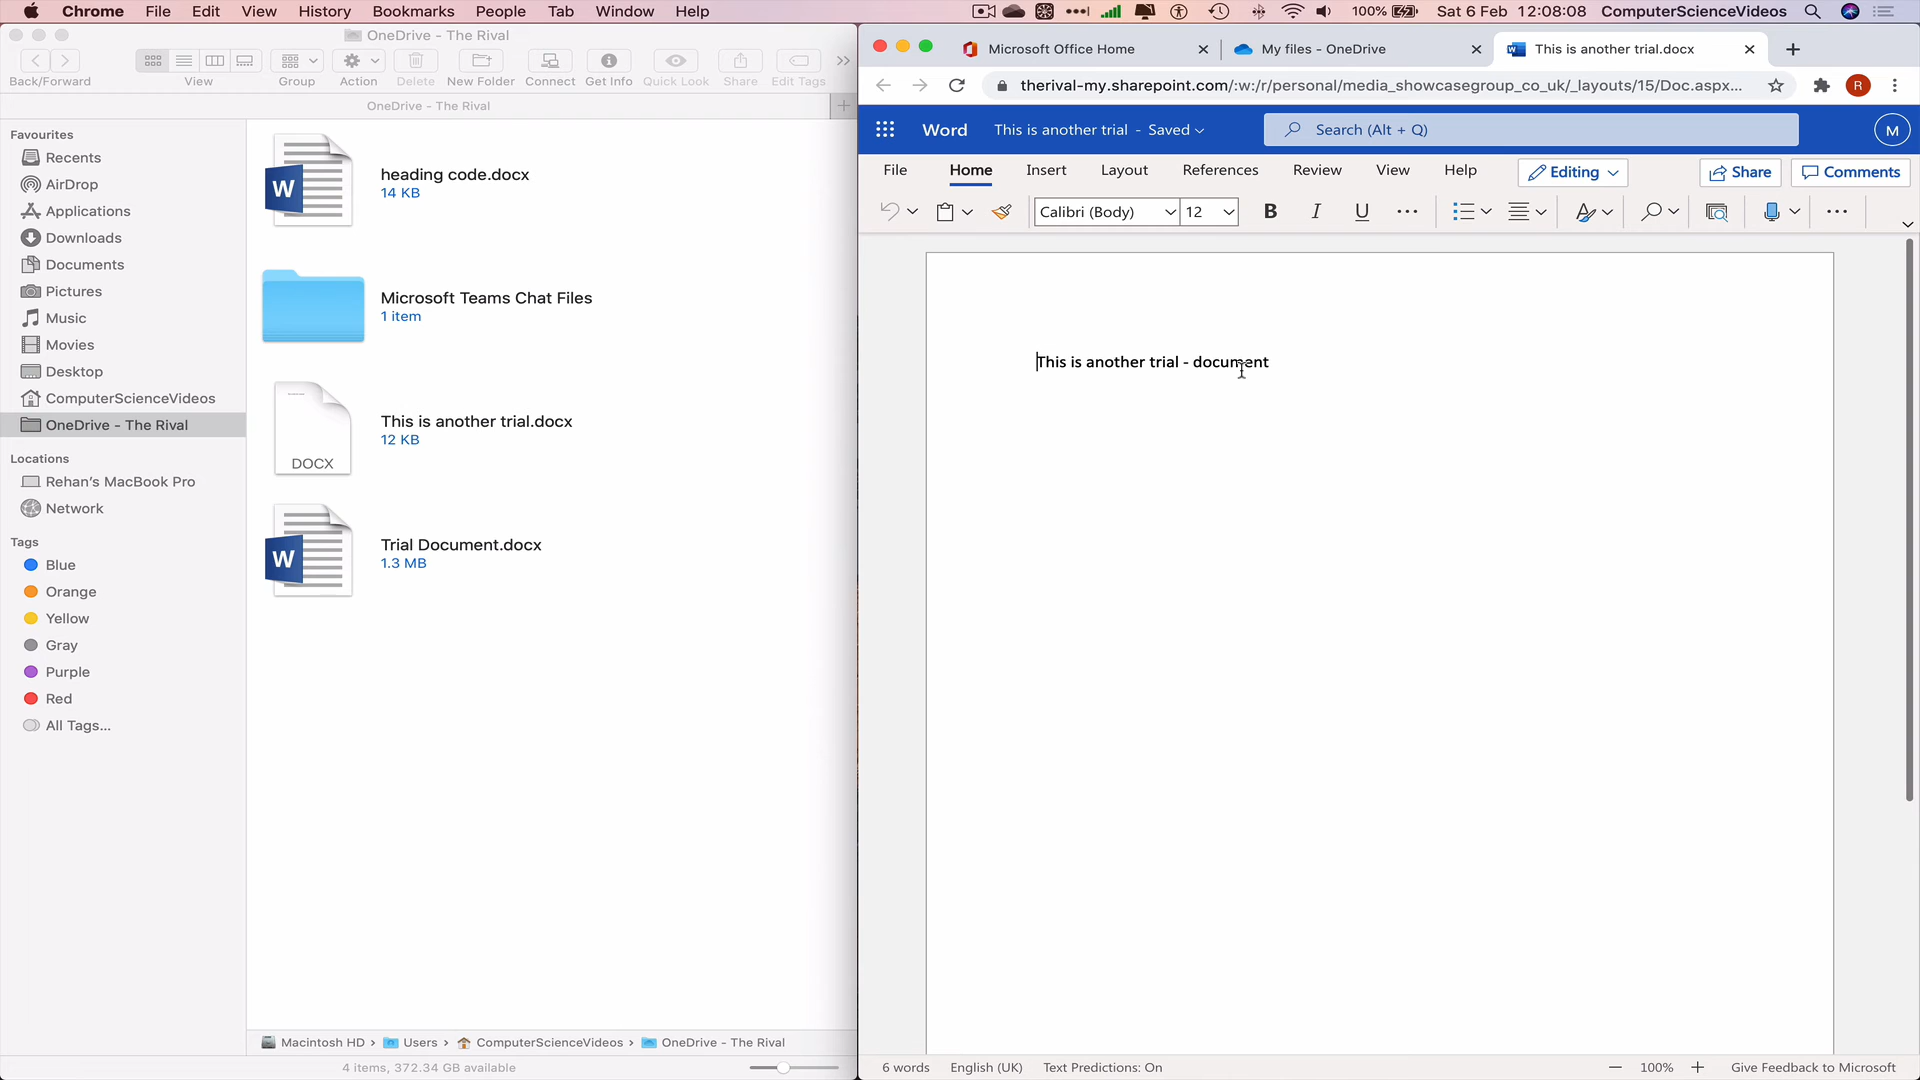 Chrome File Edit View History Bookmarks People Tab Window Help
100% Sat 6 Feb 12:08:08 ComputerScienceVideos
OneDrive - The Rival
Back/Forward View Group Action Delete New Folder Connect Get Info Quick Look Share Edit Tags
OneDrive - The Rival
Favourites
Recents
AirDrop
Applications
Downloads
Documents
Pictures
Music
Movies
Desktop
ComputerScienceVideos
OneDrive - The Rival
Locations
Rehan's MacBook Pro
Network
Tags
Blue
Orange
Yellow
Gray
Purple
Red
All Tags...
W
heading code.docx
14 KB
Microsoft Teams Chat Files
1 item
DOCX
This is another trial.docx
12 KB
W
Trial Document.docx
1.3 MB
Macintosh HD › Users › ComputerScienceVideos › OneDrive - The Rival
4 items, 372.34 GB available
Microsoft Office Home
My files - OneDrive
This is another trial.docx
therival-my.sharepoint.com/:w:/r/personal/media_showcasegroup_co_uk/_layouts/15/Doc.aspx...
R
Word This is another trial - Saved
Search (Alt + Q)
M
File Home Insert Layout References Review View Help
Editing
Share
Comments
Calibri (Body) 12 B I U
This is another trial - document
6 words English (UK) Text Predictions: On
100%
Give Feedback to Microsoft